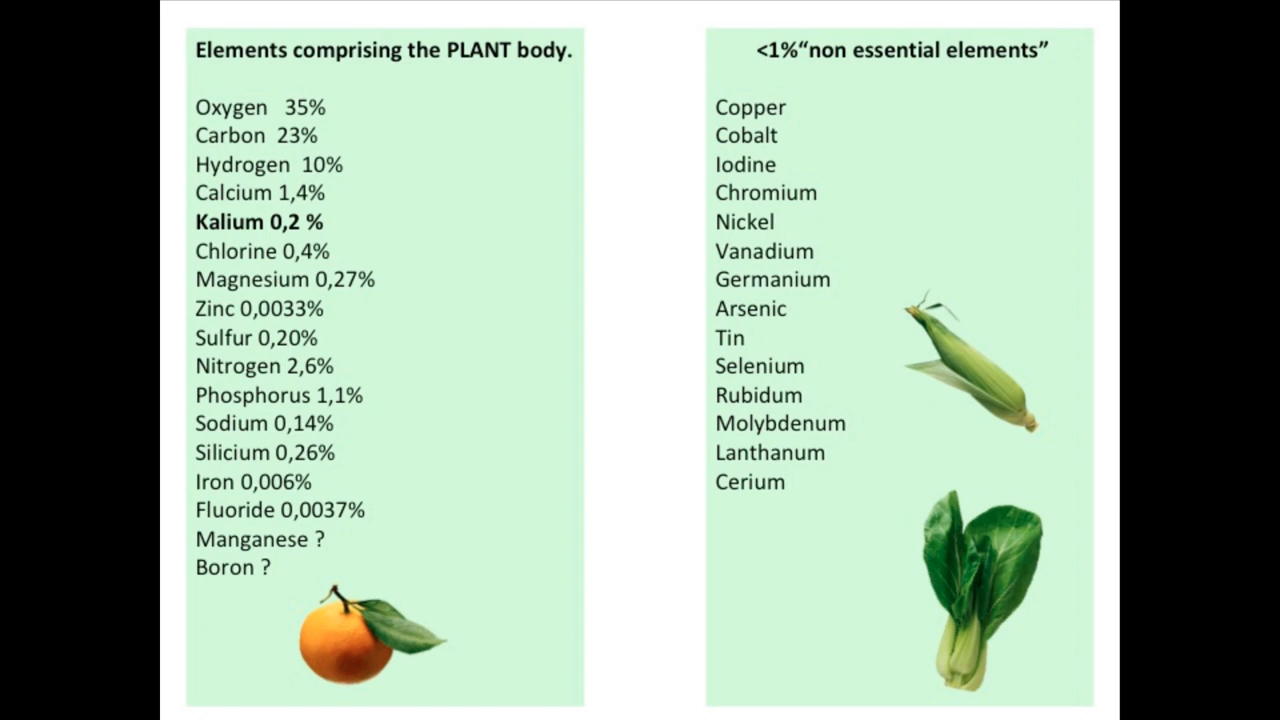 Elements comprising the PLANT body.
Oxygen 35%
Carbon 23%
Hydrogen 10%
Calcium 1,4%
Kalium 0,2 %
Chlorine 0,4%
Magnesium 0,27%
Zinc 0,0033%
Sulfur 0,20%
Nitrogen 2,6%
Phosphorus 1,1%
Sodium 0,14%
Silicium 0,26%
Iron 0,006%
Fluoride 0,0037%
Manganese ?
Boron ?
<1%“non essential elements”
Copper
Cobalt
Iodine
Chromium
Nickel
Vanadium
Germanium
Arsenic
Tin
Selenium
Rubidum
Molybdenum
Lanthanum
Cerium